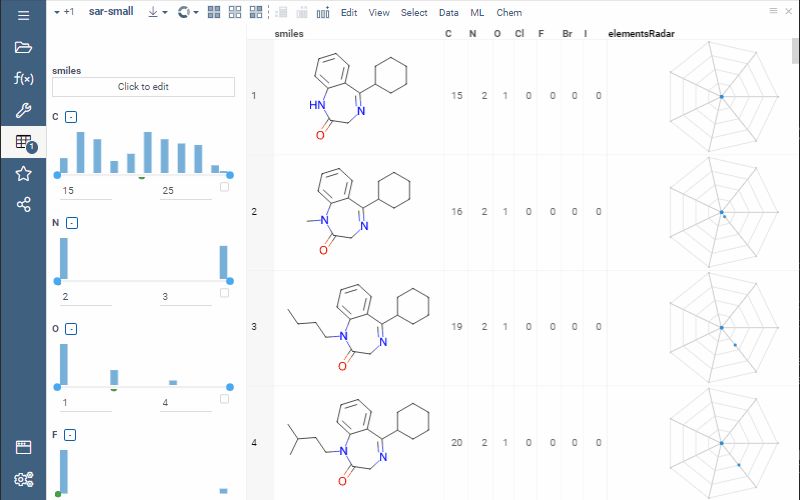 +1 sar-small Edit View Select Data ML Chem
f(x)
1
smiles
Click to edit
C -
15 25
N -
2 3
O -
1 4
F -
smiles C N O Cl F Br I elementsRadar
1 HN N O 15 2 1 0 0 0 0
2 N N O 16 2 1 0 0 0 0
3 N N O 19 2 1 0 0 0 0
4 N N O 20 2 1 0 0 0 0